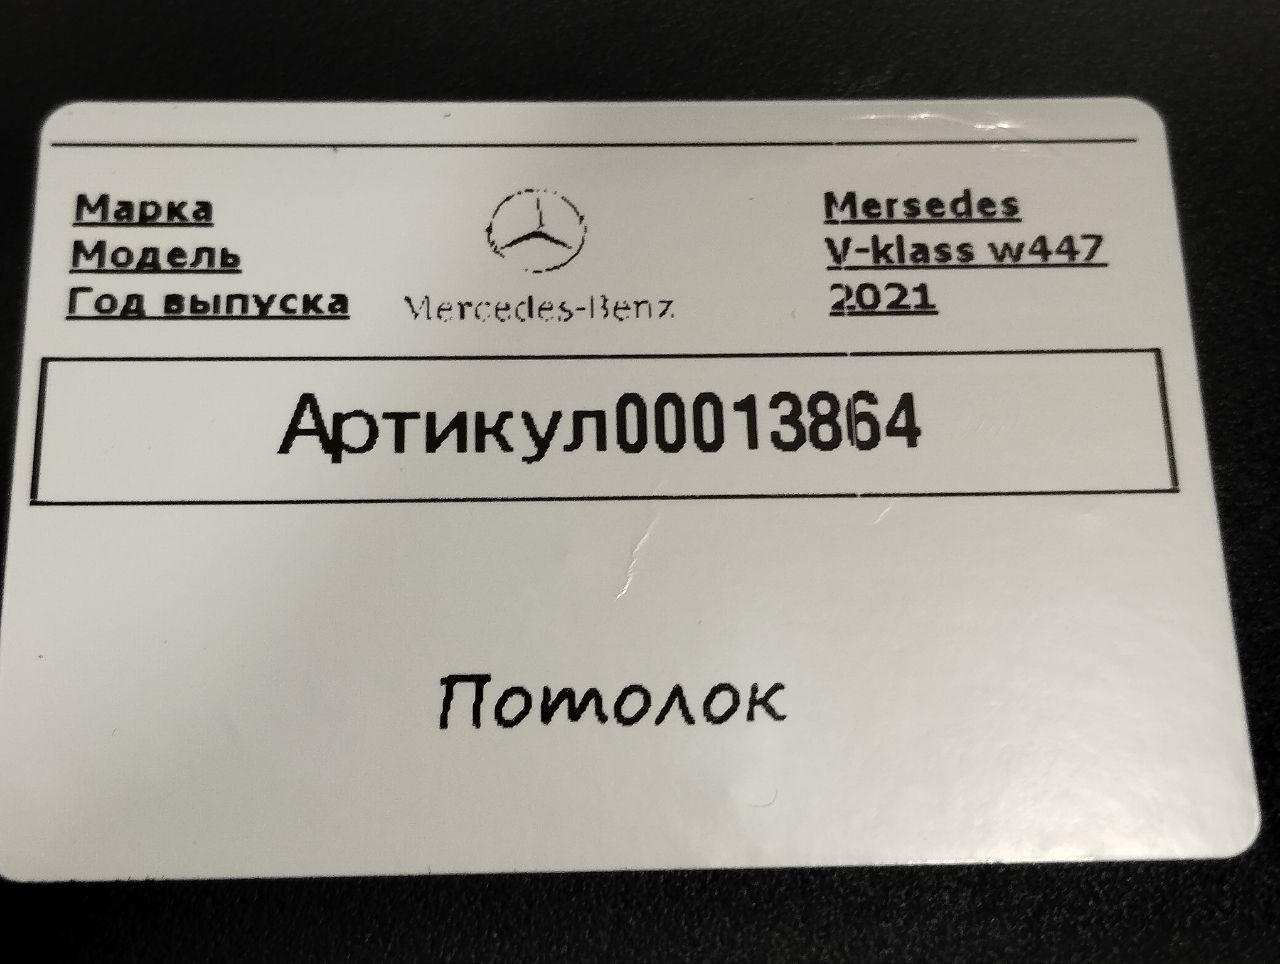 Марка
Модель
Год выпуска
Mercedes-Benz
Mersedes
V-klass w447
2021
Артикул00013864
Потолок